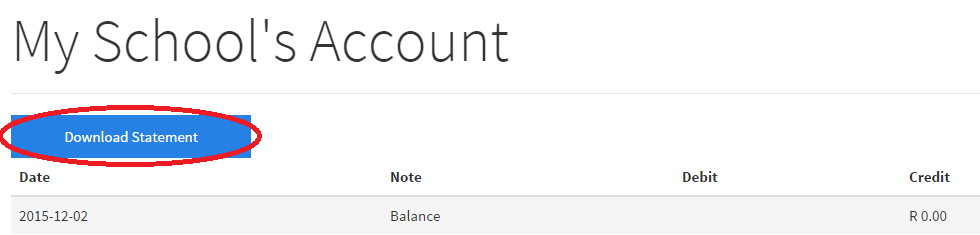 My School's Account
Download Statement
Date Note Debit Credit
2015-12-02 Balance R 0.00